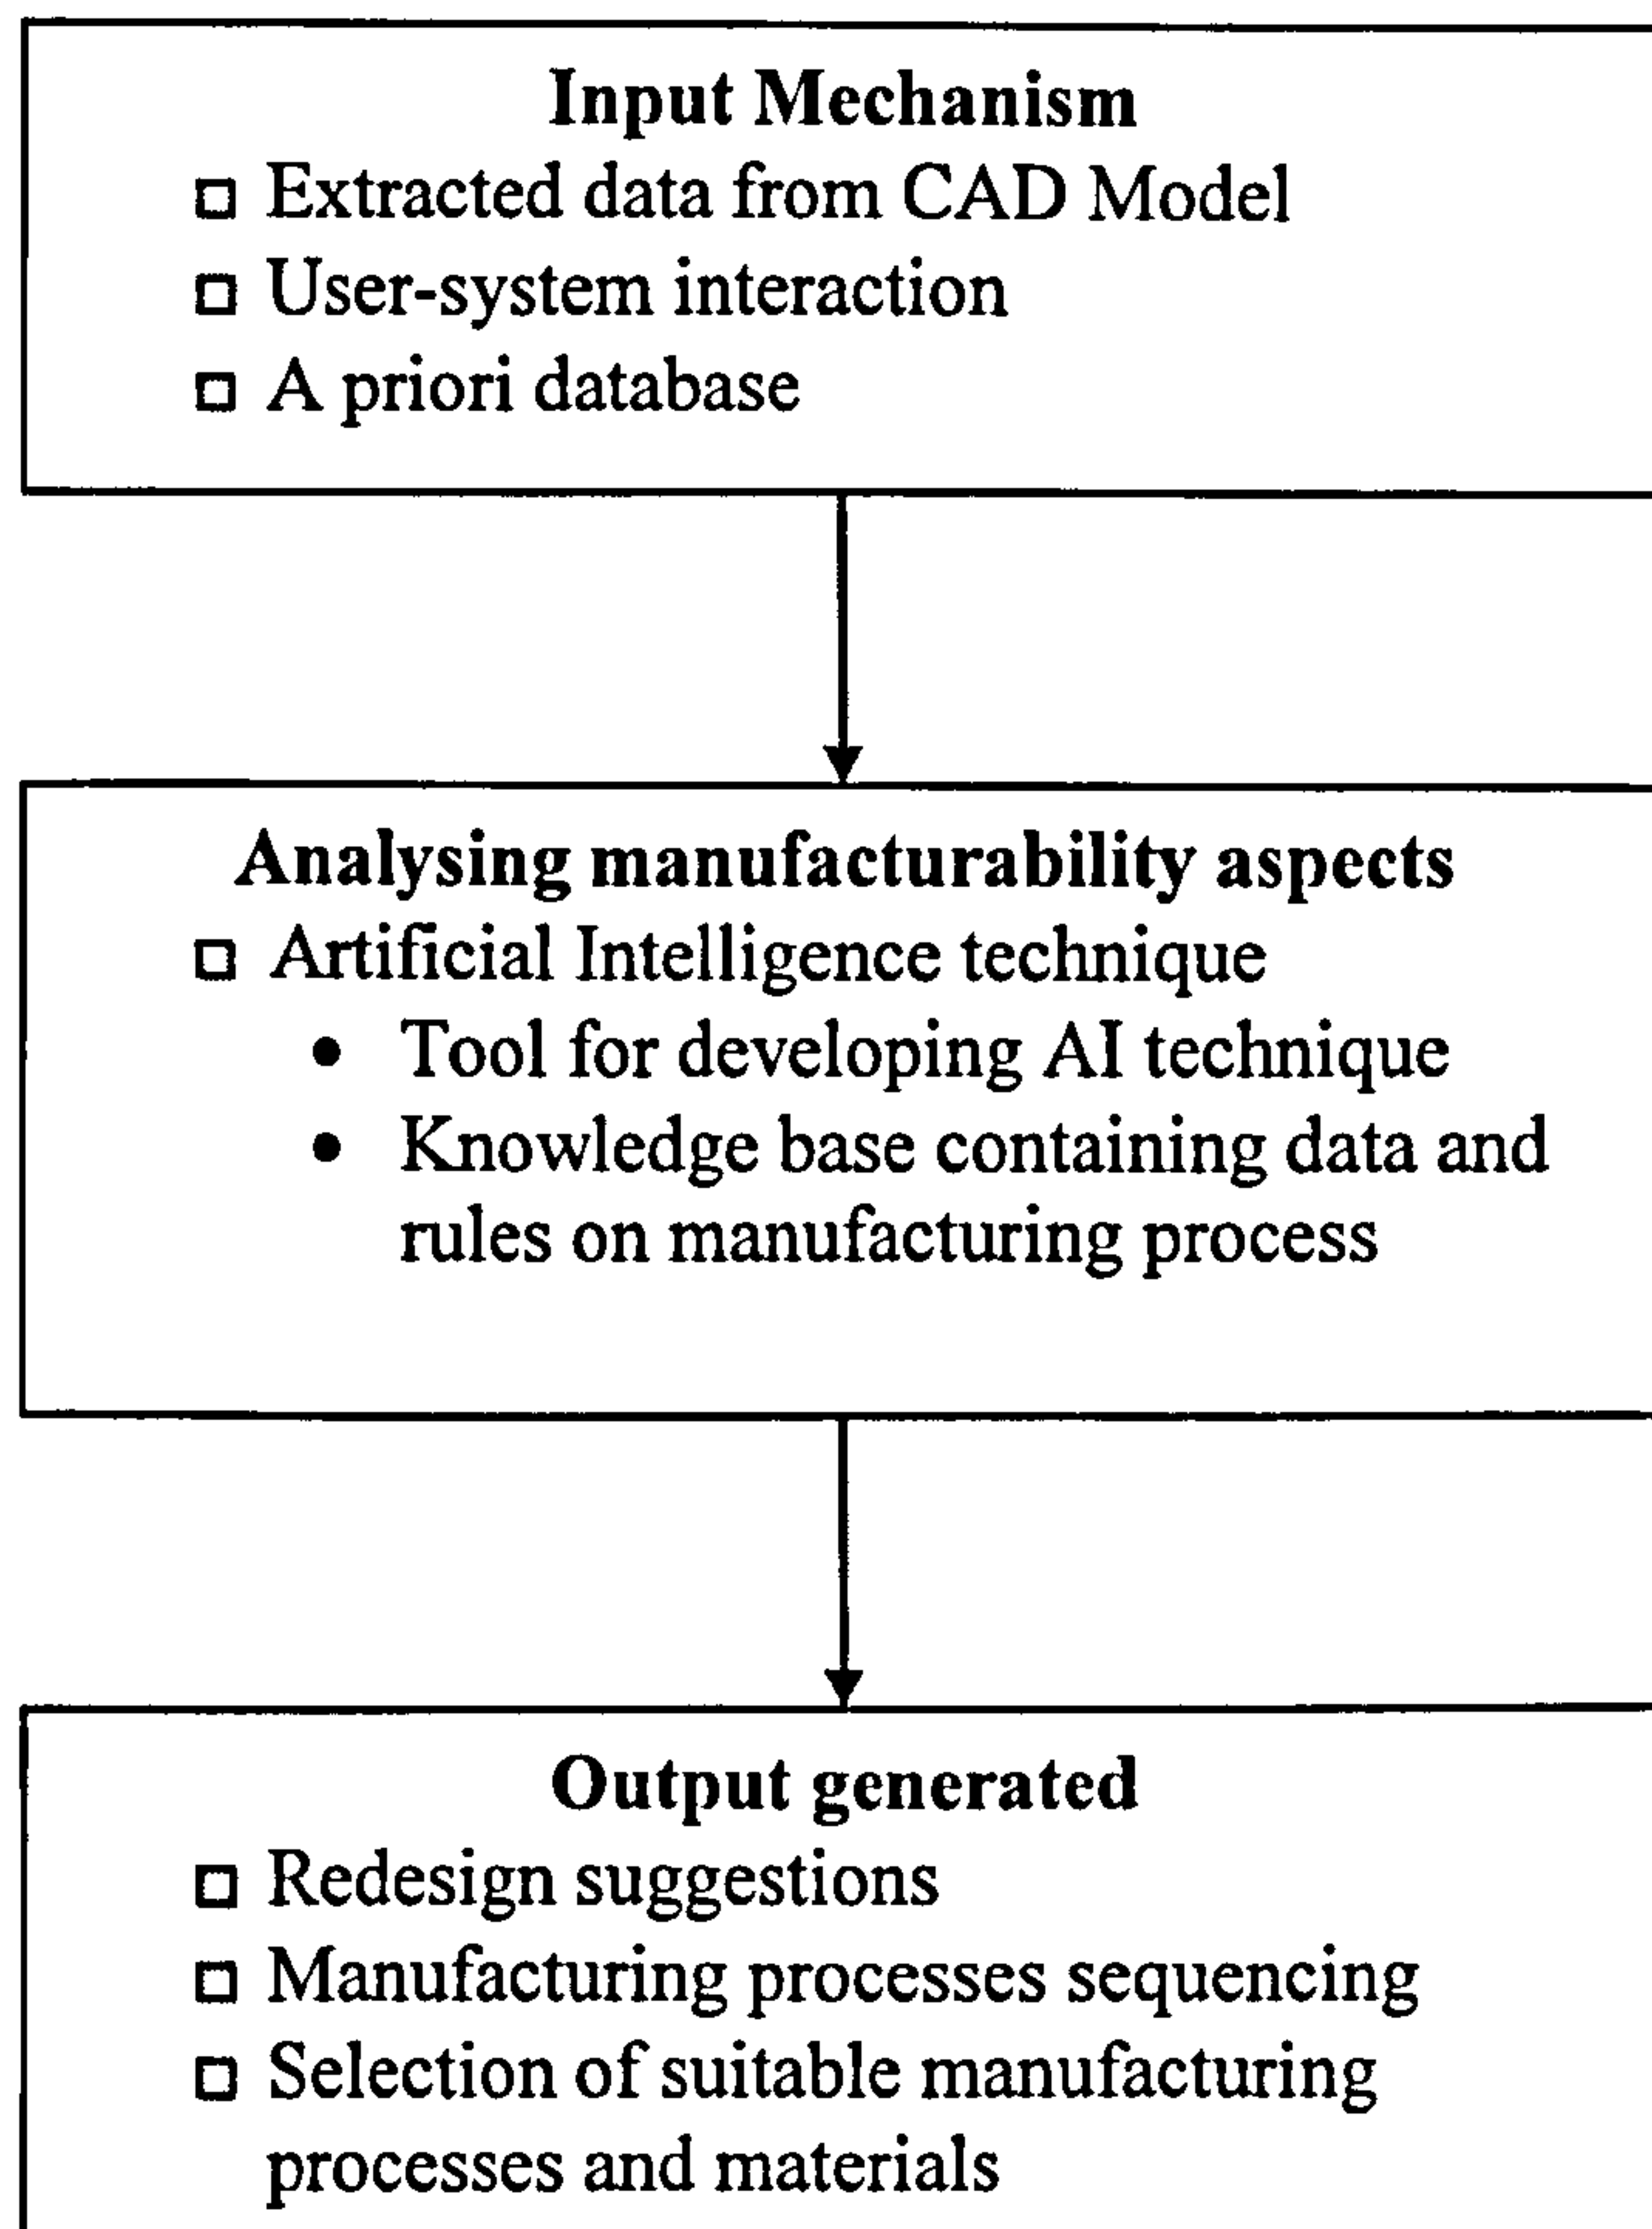 Input Mechanism
Extracted data from CAD Model
User-system interaction
A priori database
Analysing manufacturability aspects
Artificial Intelligence technique
Tool for developing AI technique
Knowledge base containing data and
rules on manufacturing process
Output generated
Redesign suggestions
Manufacturing processes sequencing
Selection of suitable manufacturing
processes and materials